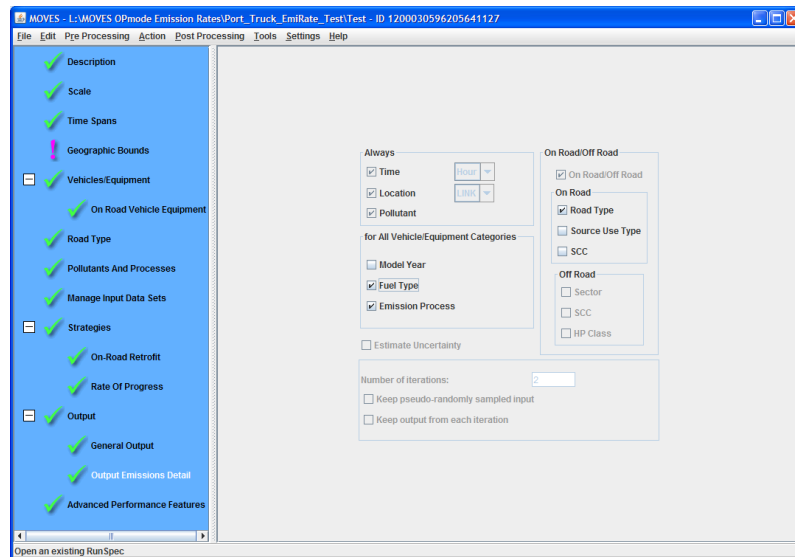 MOVES - L:\MOVES OPmode Emission Rates\Port_Truck_EmiRate_Test\Test - ID 1200030596205641127
File Edit Pre Processing Action Post Processing Tools Settings Help
Description
Scale
Time Spans
Geographic Bounds
Vehicles/Equipment
On Road Vehicle Equipment
Road Type
Pollutants And Processes
Manage Input Data Sets
Strategies
On-Road Retrofit
Rate Of Progress
Output
General Output
Output Emissions Detail
Advanced Performance Features
Always
Time Hour
Location LINK
Pollutant
for All Vehicle/Equipment Categories
Model Year
Fuel Type
Emission Process
On Road/Off Road
On Road/Off Road
On Road
Road Type
Source Use Type
SCC
Off Road
Sector
SCC
HP Class
Estimate Uncertainty
Number of iterations: 2
Keep pseudo-randomly sampled input
Keep output from each iteration
Open an existing RunSpec